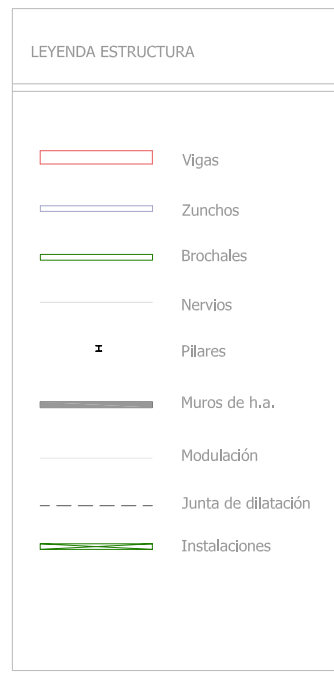 LEYENDA ESTRUCTURA
Vigas
Zunchos
Brochales
Nervios
Pilares
Muros de h.a.
Modulación
Junta de dilatación
Instalaciones